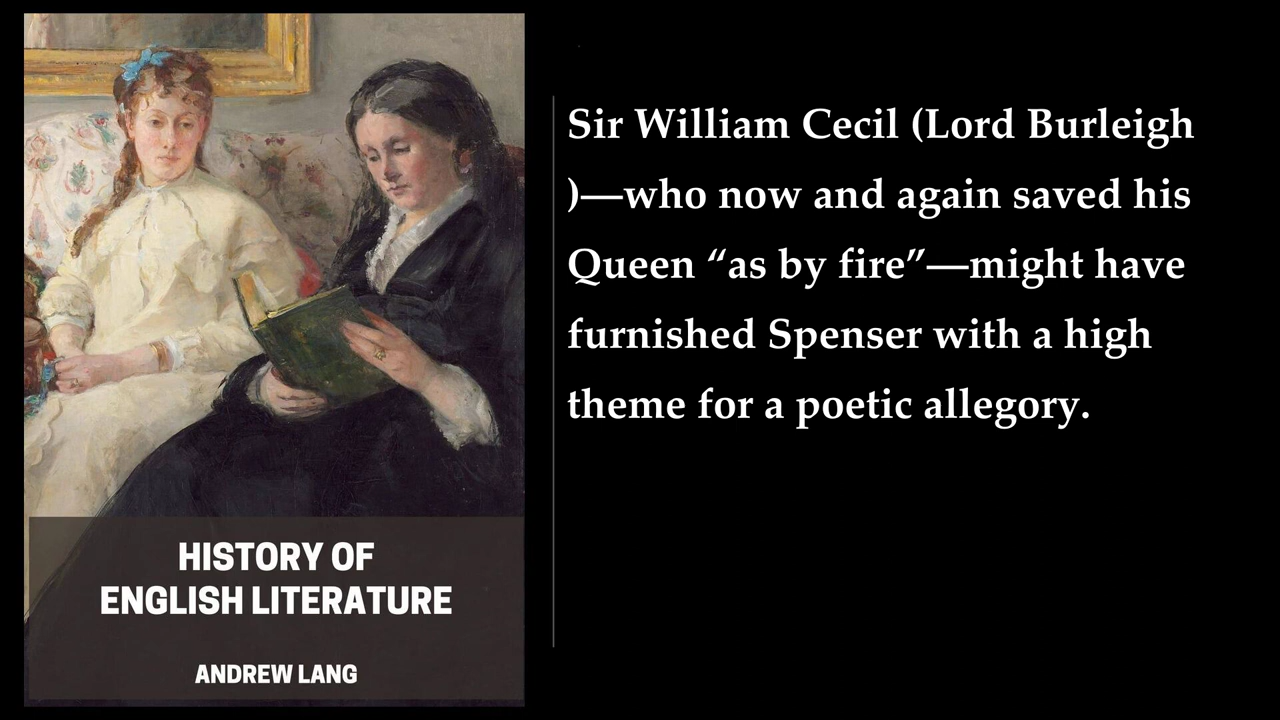 Sir William Cecil (Lord Burleigh
)—who now and again saved his
Queen “as by fire”—might have
furnished Spenser with a high
theme for a poetic allegory.
HISTORY OF
ENGLISH LITERATURE
ANDREW LANG